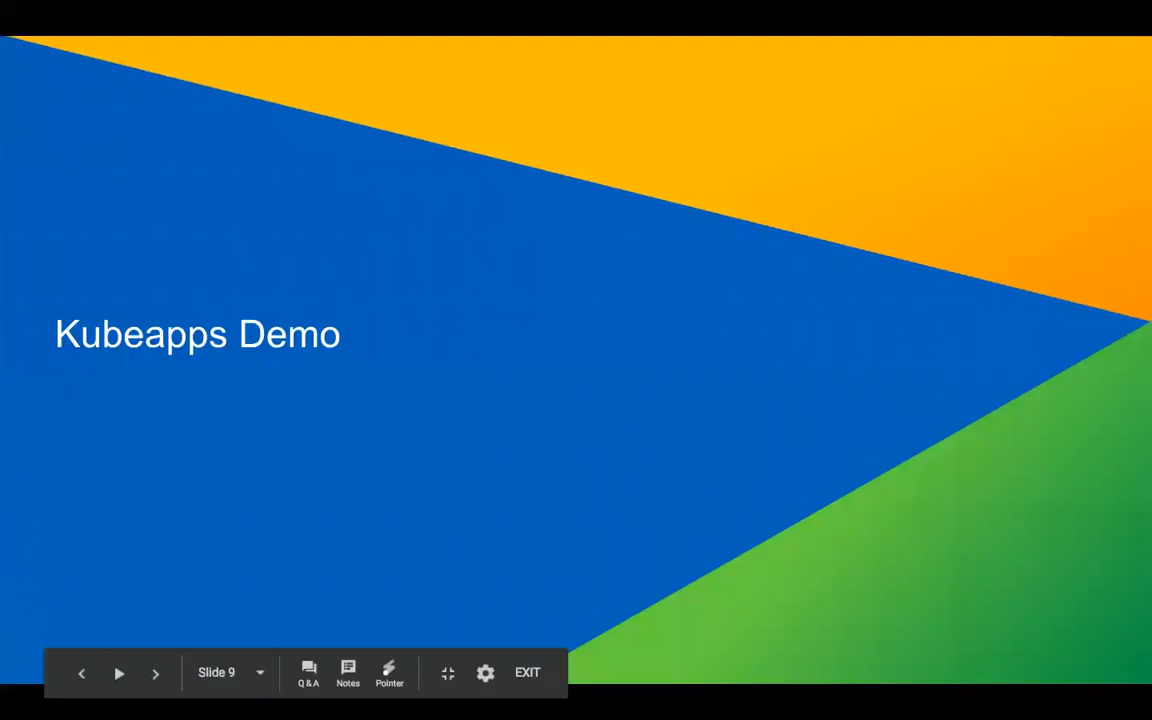 Kubeapps Demo
Slide 9
Q & A
Notes
Pointer
EXIT